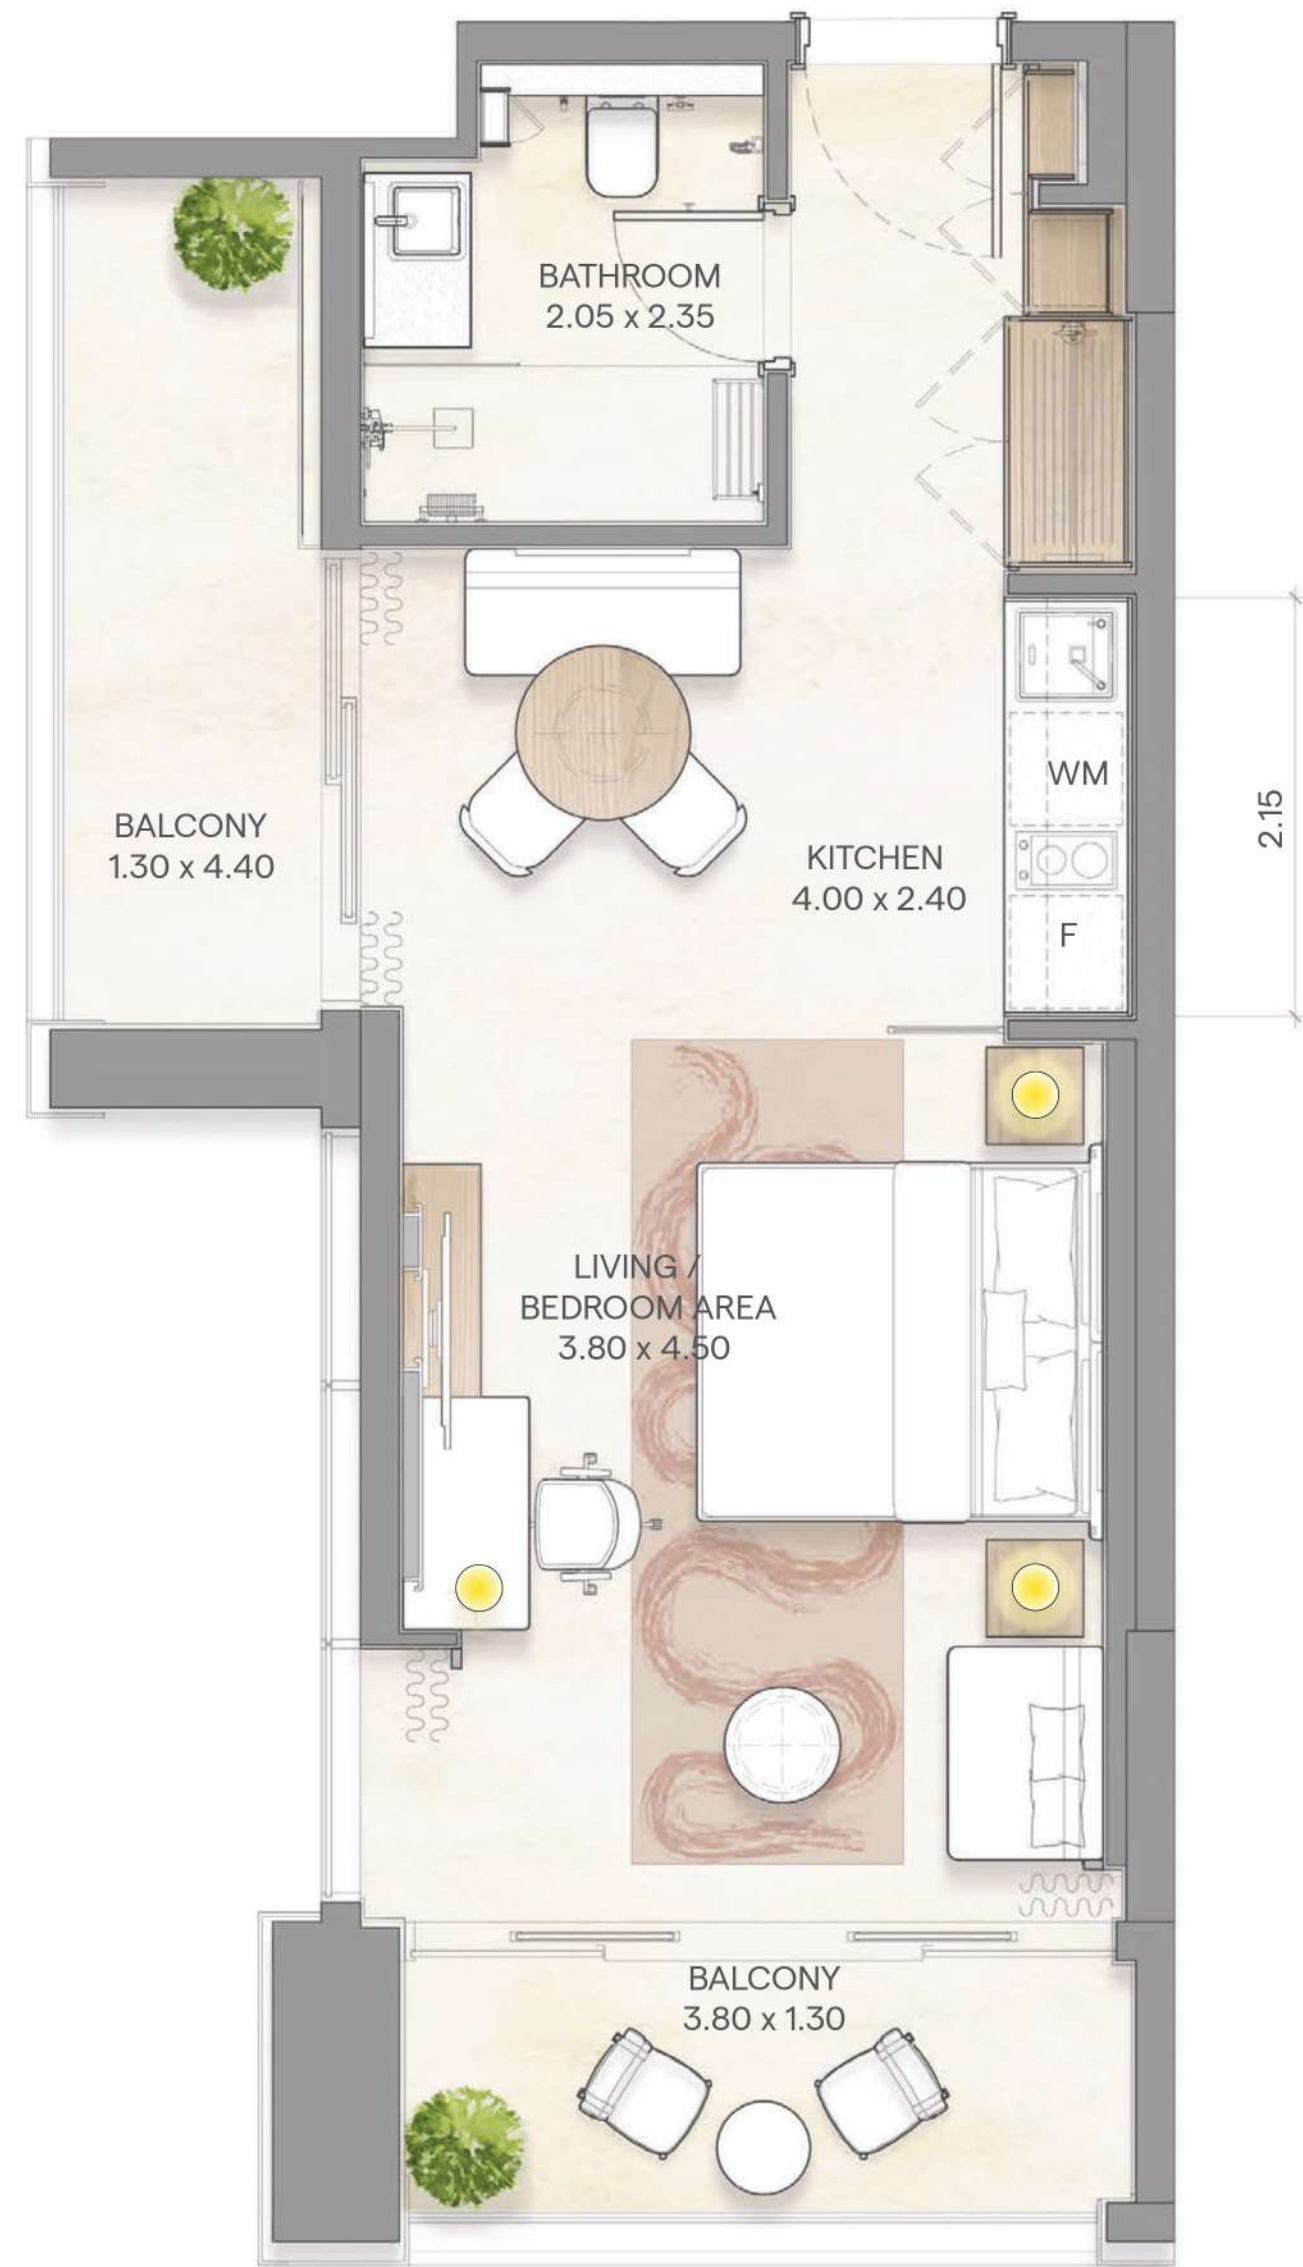 BATHROOM
2.05 x 2.35
BALCONY
1.30 x 4.40
KITCHEN
4.00 x 2.40
WM
F
2.15
LIVING /
BEDROOM AREA
3.80 x 4.50
BALCONY
3.80 x 1.30